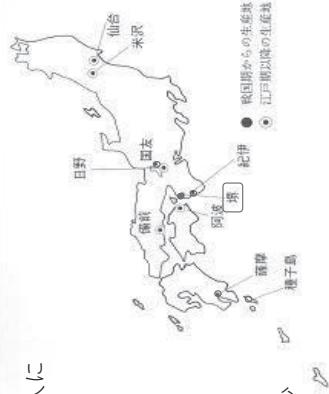 仙台
米沢
日野
国友
備前
紀伊
堺
阿波
薩摩
種子島
● 戦国期からの生産地
◉ 江戸期以降の生産地
に